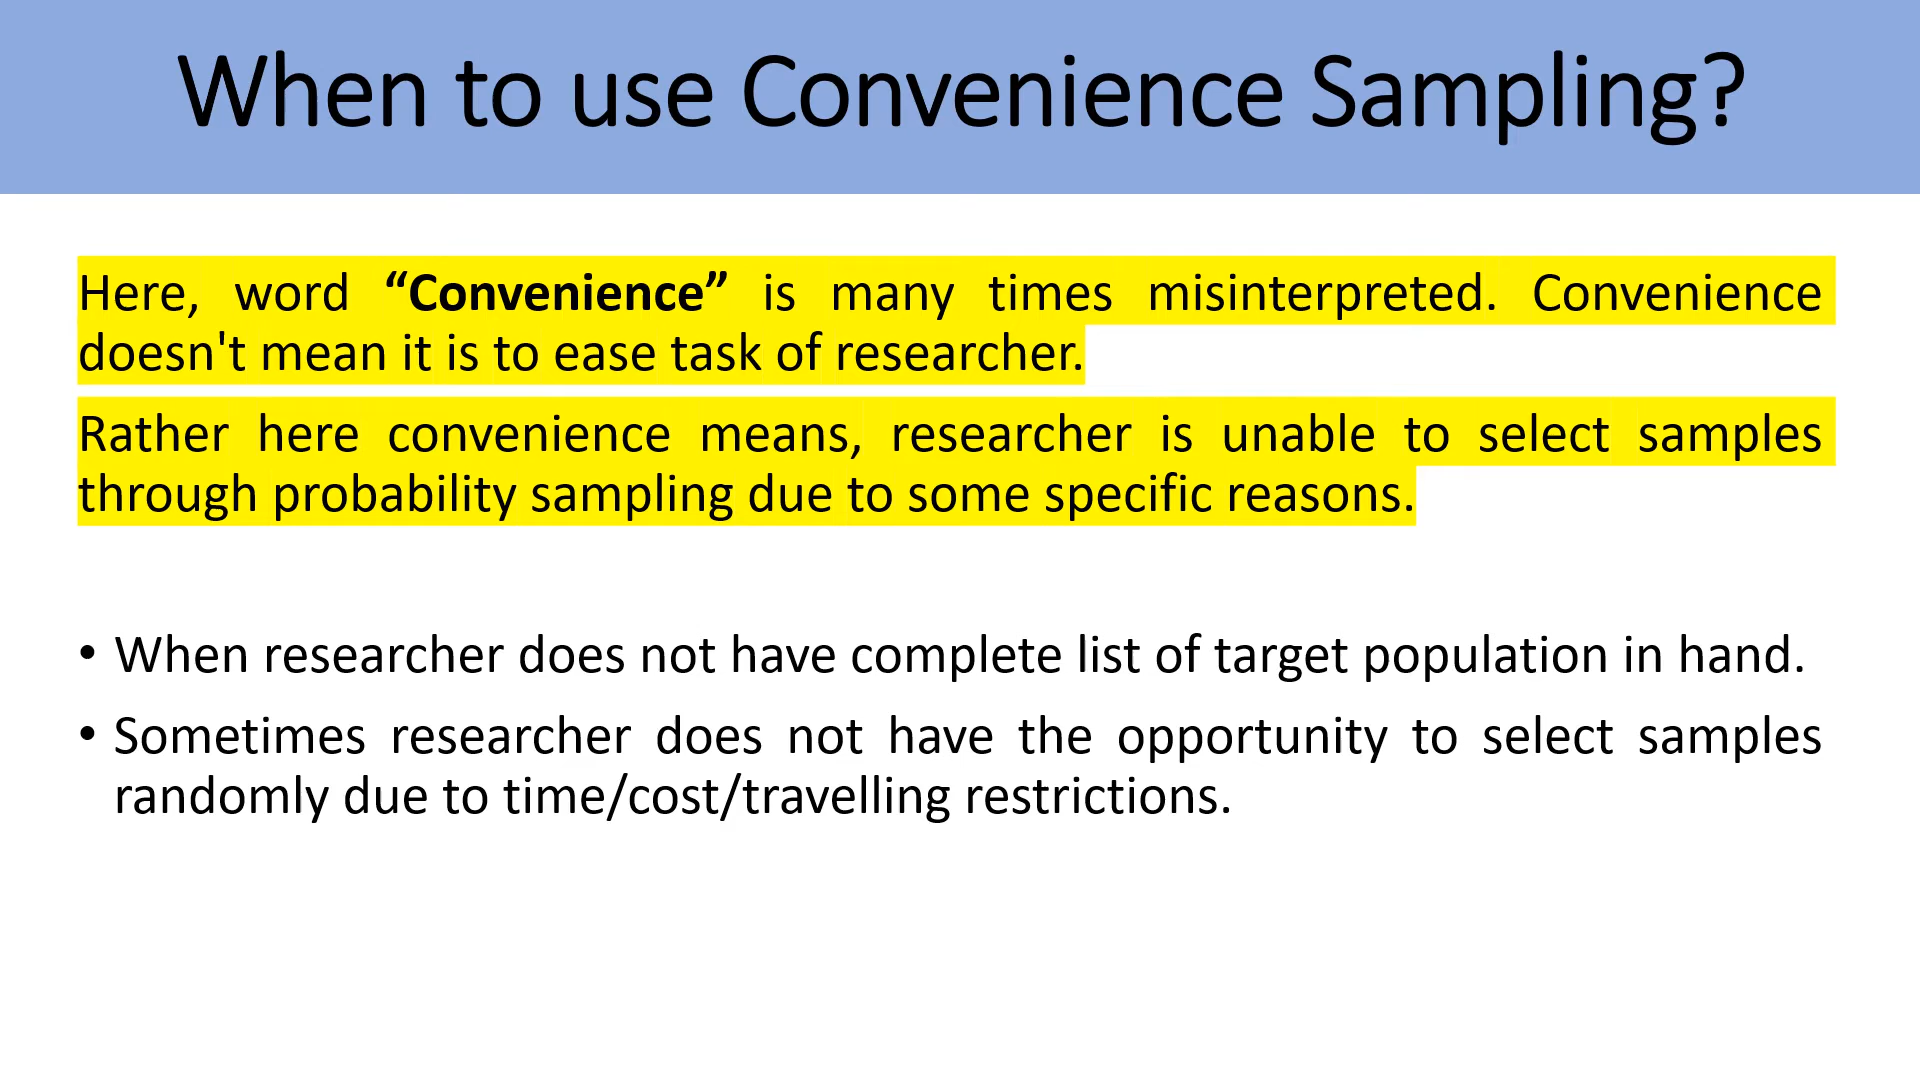 When to use Convenience Sampling?
Here, word “Convenience” is many times misinterpreted. Convenience
doesn't mean it is to ease task of researcher.
Rather here convenience means, researcher is unable to select samples
through probability sampling due to some specific reasons.
• When researcher does not have complete list of target population in hand.
• Sometimes researcher does not have the opportunity to select samples
randomly due to time/cost/travelling restrictions.